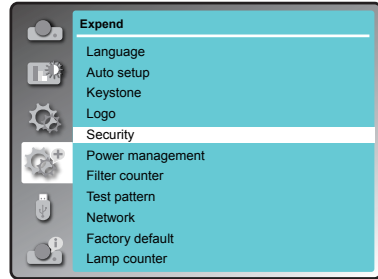 Expend
Language
Auto setup
Keystone
Logo
Security
Power management
Filter counter
Test pattern
Network
Factory default
Lamp counter